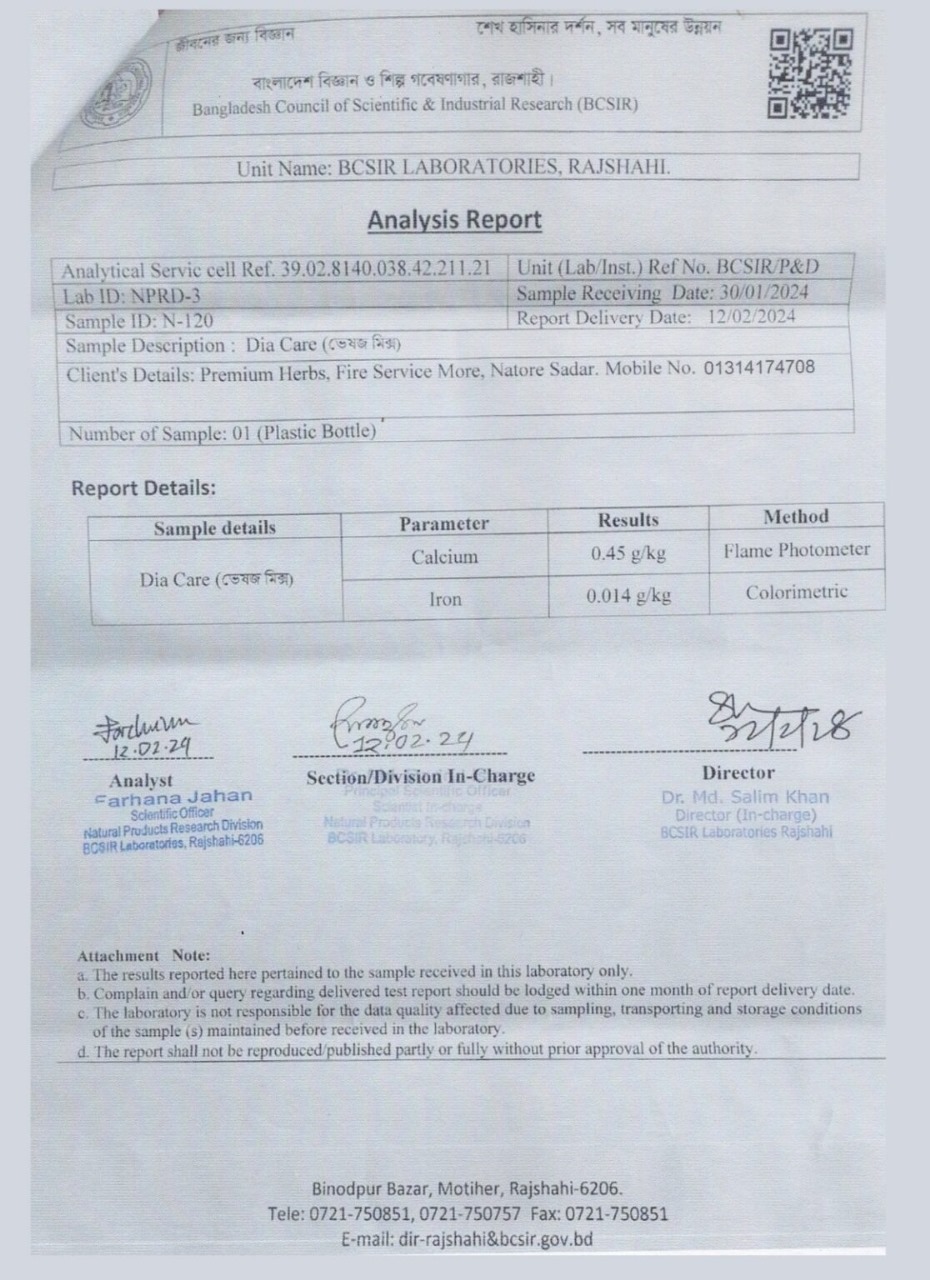 জীবনের জন্য বিজ্ঞান
শেখ হাসিনার দর্শন, সব মানুষের উন্নয়ন
বাংলাদেশ বিজ্ঞান ও শিল্প গবেষণাগার, রাজশাহী।
Bangladesh Council of Scientific & Industrial Research (BCSIR)
Unit Name: BCSIR LABORATORIES, RAJSHAHI.
Analysis Report
Analytical Servic cell Ref. 39.02.8140.038.42.211.21 Unit (Lab/Inst.) Ref No. BCSIR/P&D
Lab ID: NPRD-3 Sample Receiving Date: 30/01/2024
Sample ID: N-120 Report Delivery Date: 12/02/2024
Sample Description : Dia Care (ভেষজ মিক্স)
Client's Details: Premium Herbs, Fire Service More, Natore Sadar. Mobile No. 01314174708
Number of Sample: 01 (Plastic Bottle)
Report Details:
Sample details Parameter Results Method
Dia Care (ভেষজ মিক্স) Calcium 0.45 g/kg Flame Photometer
Iron 0.014 g/kg Colorimetric
12.02.24 12.02.24
Analyst Section/Division In-Charge Director
Farhana Jahan Principal Scientific Officer Dr. Md. Salim Khan
Scientific Officer Scientist In-charge Director (In-charge)
Natural Products Research Division Natural Products Research Division BCSIR Laboratories Rajshahi
BCSIR Laboratories, Rajshahi-6206 BCSIR Laboratory, Rajshahi-6206
Attachment Note:
a. The results reported here pertained to the sample received in this laboratory only.
b. Complain and/or query regarding delivered test report should be lodged within one month of report delivery date.
c. The laboratory is not responsible for the data quality affected due to sampling, transporting and storage conditions
of the sample (s) maintained before received in the laboratory.
d. The report shall not be reproduced/published partly or fully without prior approval of the authority.
Binodpur Bazar, Motiher, Rajshahi-6206.
Tele: 0721-750851, 0721-750757 Fax: 0721-750851
E-mail: dir-rajshahi&bcsir.gov.bd